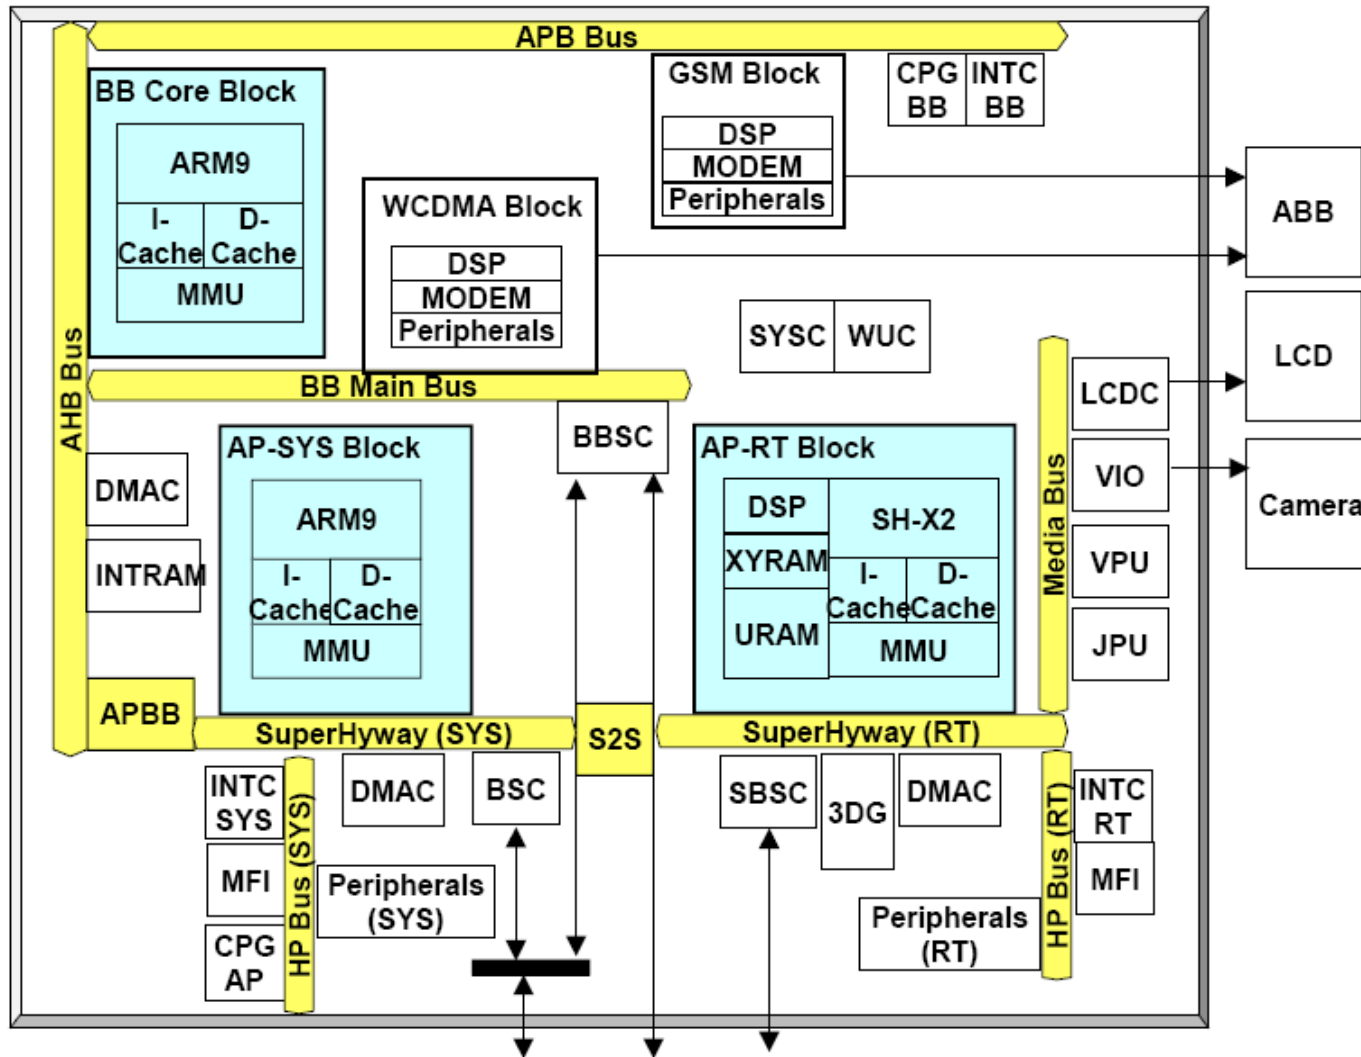 APB Bus
BB Core Block
ARM9
I-
Cache
D-
Cache
MMU
GSM Block
DSP
MODEM
Peripherals
CPG
BB
INTC
BB
WCDMA Block
DSP
MODEM
Peripherals
ABB
SYSC
WUC
LCD
AHB Bus
BB Main Bus
BBSC
Media Bus
LCDC
VIO
VPU
JPU
Camera
AP-SYS Block
ARM9
I-
Cache
D-
Cache
MMU
DMAC
INTRAM
AP-RT Block
DSP
XYRAM
URAM
SH-X2
I-
Cache
D-
Cache
MMU
APBB
SuperHyway (SYS)
S2S
SuperHyway (RT)
INTC
SYS
MFI
CPG
AP
HP Bus (SYS)
DMAC
BSC
Peripherals
(SYS)
SBSC
3DG
DMAC
Peripherals
(RT)
HP Bus (RT)
INTC
RT
MFI